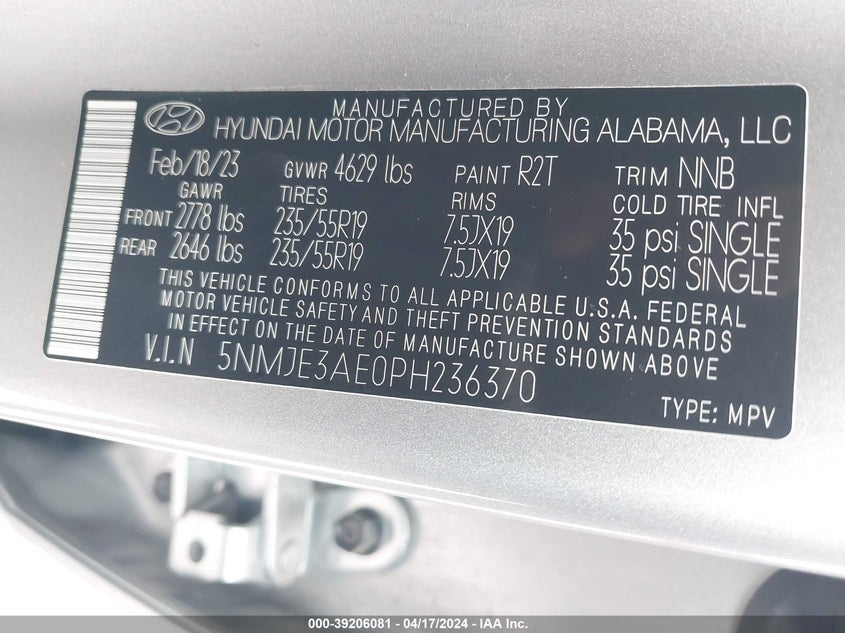 MANUFACTURED BY
HYUNDAI MOTOR MANUFACTURING ALABAMA, LLC
Feb/18/23 GVWR 4629 lbs PAINT R2T TRIM NNB
GAWR TIRES RIMS COLD TIRE INFL
FRONT 2778 lbs 235/55R19 7.5JX19 35 psi SINGLE
REAR 2646 lbs 235/55R19 7.5JX19 35 psi SINGLE
THIS VEHICLE CONFORMS TO ALL APPLICABLE U.S.A. FEDERAL
MOTOR VEHICLE SAFETY AND THEFT PREVENTION STANDARDS
IN EFFECT ON THE DATE OF MANUFACTURE SHOWN ABOVE
V.I.N 5NMJE3AE0PH236370
TYPE: MPV
000-39206081 - 04/17/2024 - IAA Inc.